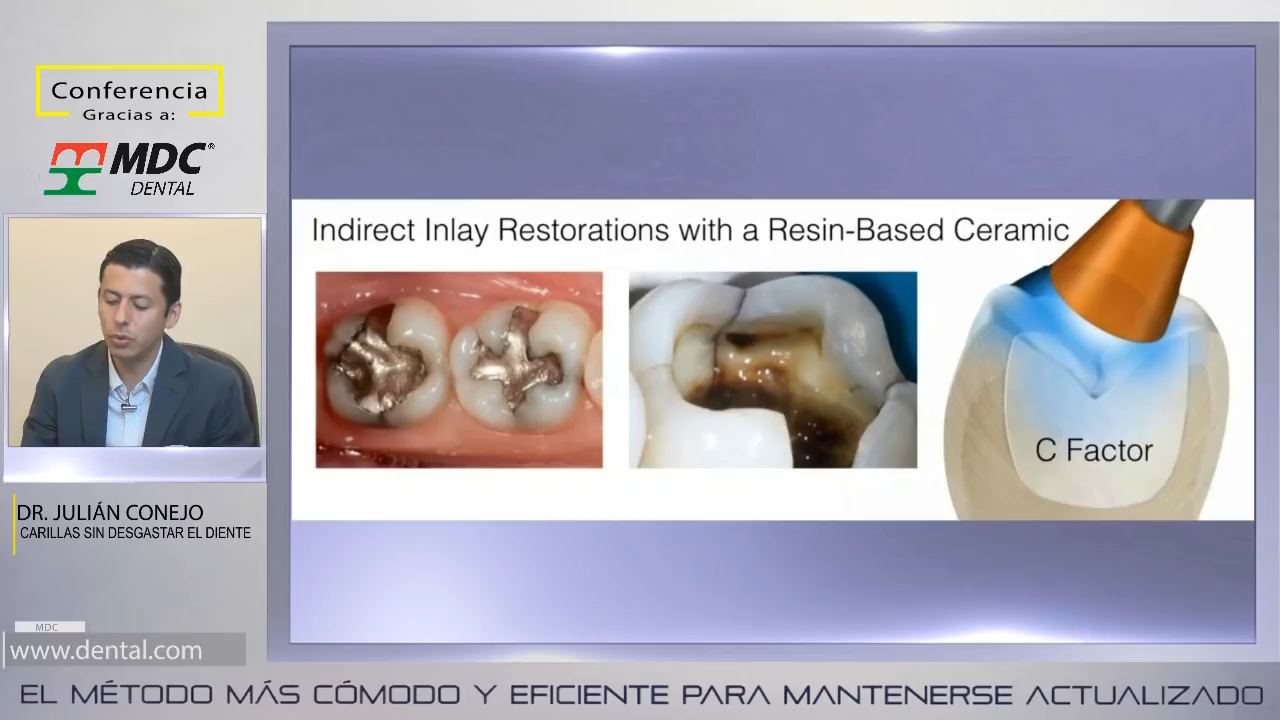 Conferencia
Gracias a:
MDC®
DENTAL
DR. JULIÁN CONEJO
CARILLAS SIN DESGASTAR EL DIENTE
MDC
www.dental.com
Indirect Inlay Restorations with a Resin-Based Ceramic
C Factor
EL MÉTODO MÁS CÓMODO Y EFICIENTE PARA MANTENERSE ACTUALIZADO